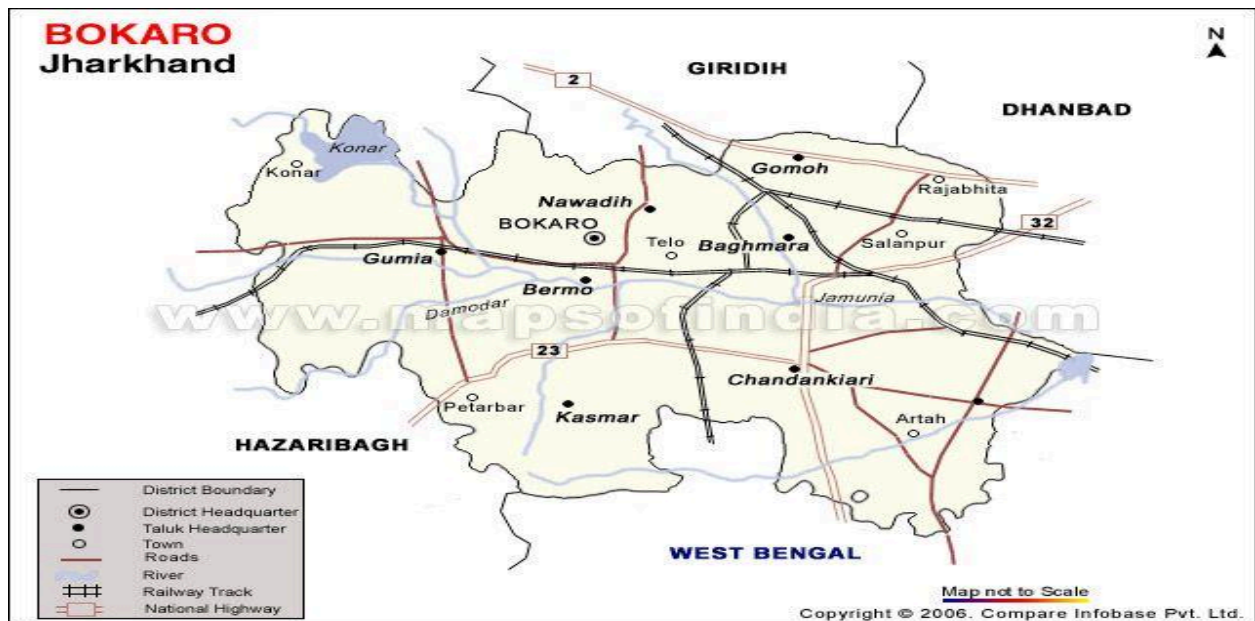 BOKARO
Jharkhand
N
GIRIDIH
DHANBAD
2
Konar
Konar
Gomoh
Rajabhita
Nawadih
32
BOKARO
Telo
Baghmara
Salanpur
Gumia
Bermo
Damodar
Jamunia
www.mapsofindia.com
23
Chandankiari
Petarbar
Kasmar
Artah
HAZARIBAGH
WEST BENGAL
District Boundary
District Headquarter
Taluk Headquarter
Town
Roads
River
Railway Track
National Highway
Map not to Scale
Copyright © 2006. Compare Infobase Pvt. Ltd.